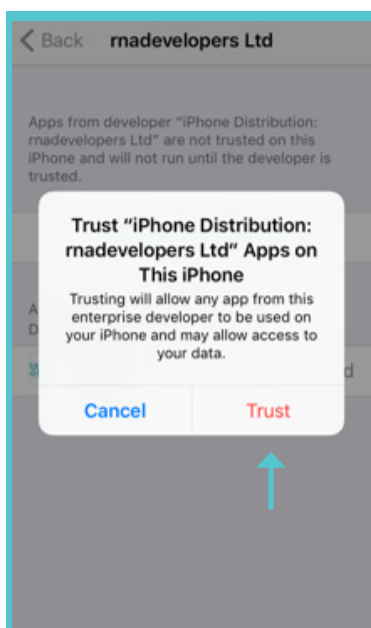 Back rnadevelopers Ltd
Apps from developer "iPhone Distribution:
rnadevelopers Ltd" are not trusted on this
iPhone and will not run until the developer is
trusted.
Trust "iPhone Distribution:
rnadevelopers Ltd" Apps on
This iPhone
Trusting will allow any app from this
enterprise developer to be used on
your iPhone and may allow access to
your data.
Cancel Trust